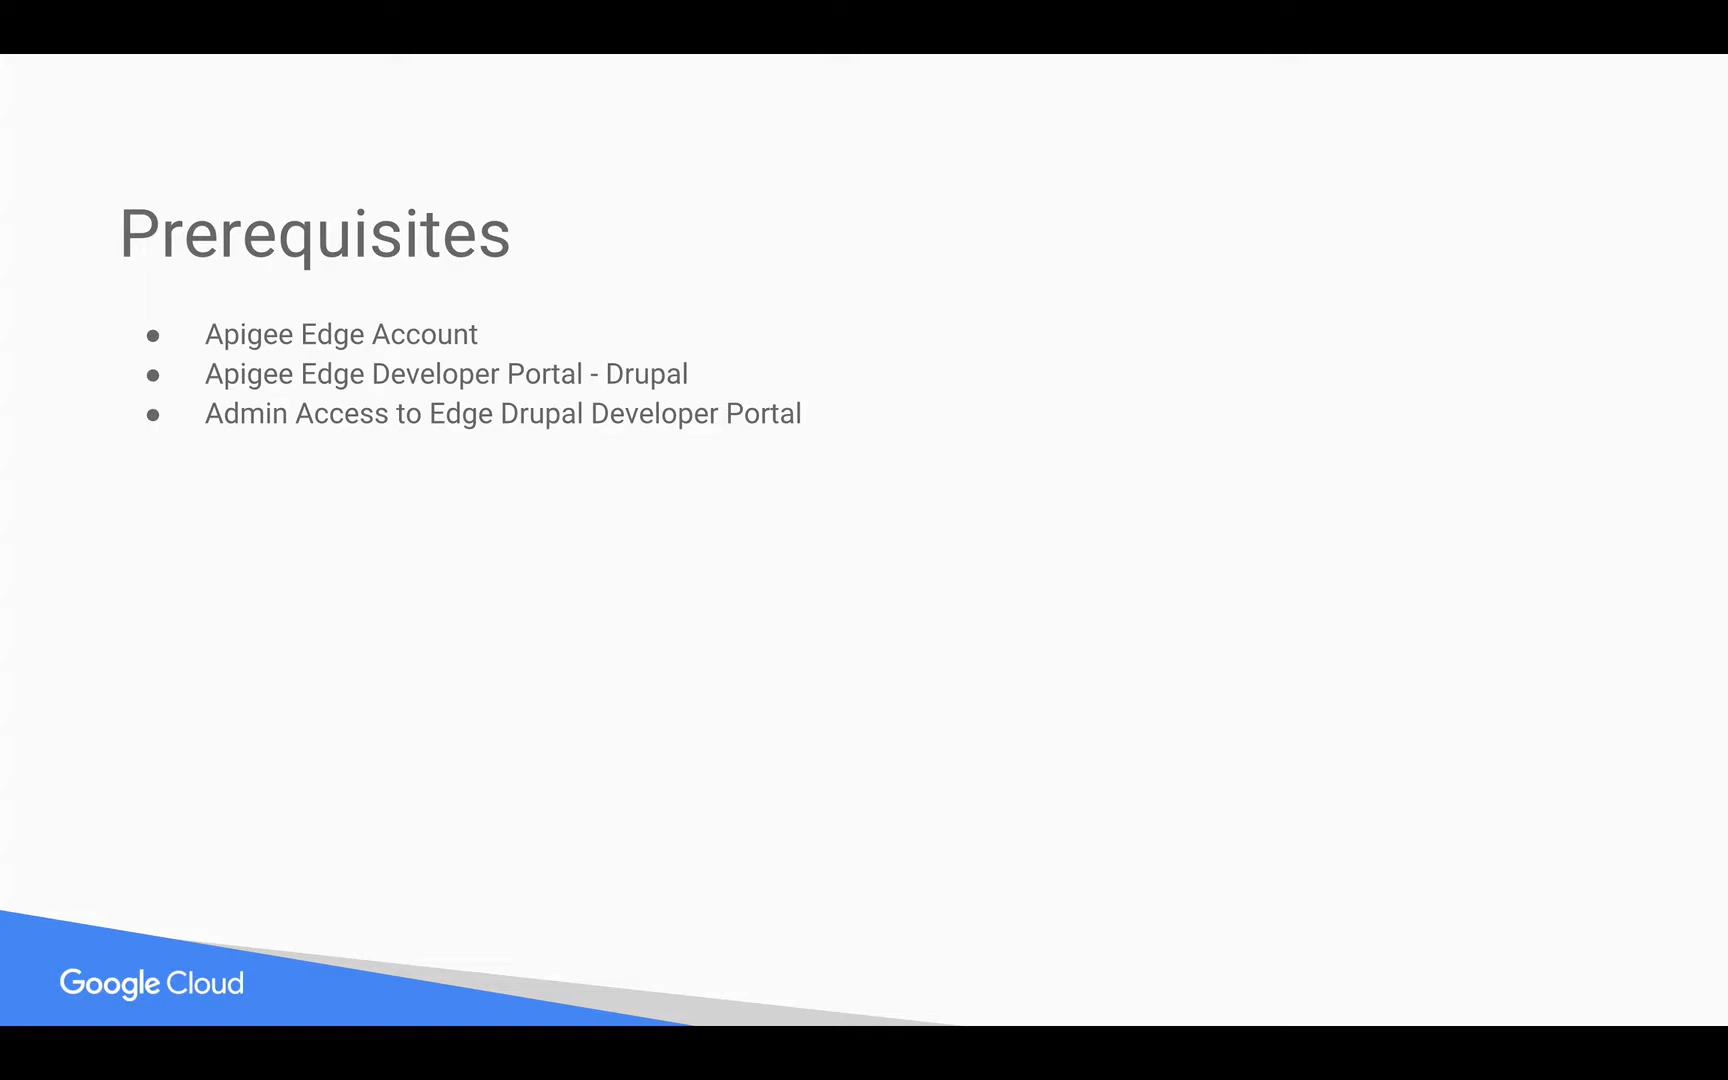 Prerequisites
● Apigee Edge Account
● Apigee Edge Developer Portal - Drupal
● Admin Access to Edge Drupal Developer Portal
Google Cloud